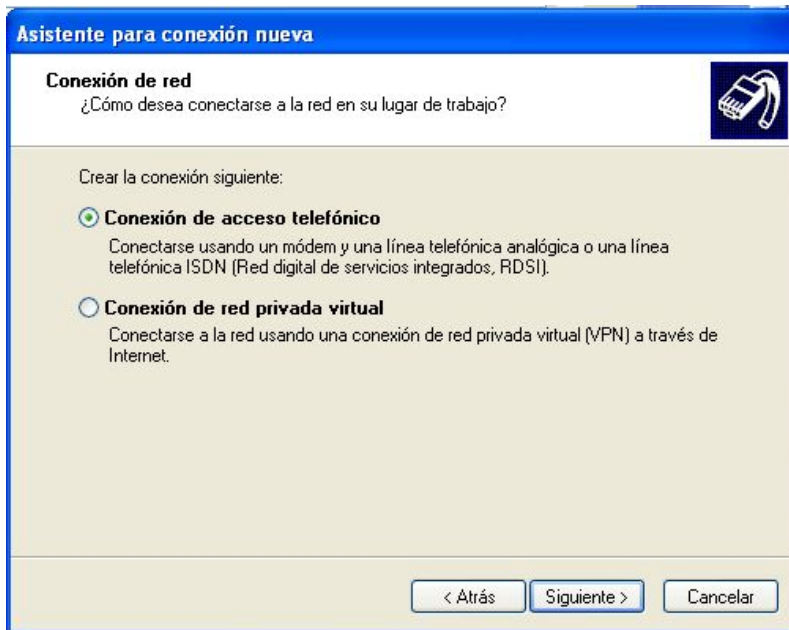 Asistente para conexión nueva
Conexión de red
¿Cómo desea conectarse a la red en su lugar de trabajo?
Crear la conexión siguiente:
Conexión de acceso telefónico
Conectarse usando un módem y una línea telefónica analógica o una línea
telefónica ISDN (Red digital de servicios integrados, RDSI).
Conexión de red privada virtual
Conectarse a la red usando una conexión de red privada virtual (VPN) a través de
Internet.
< Atrás
Siguiente >
Cancelar